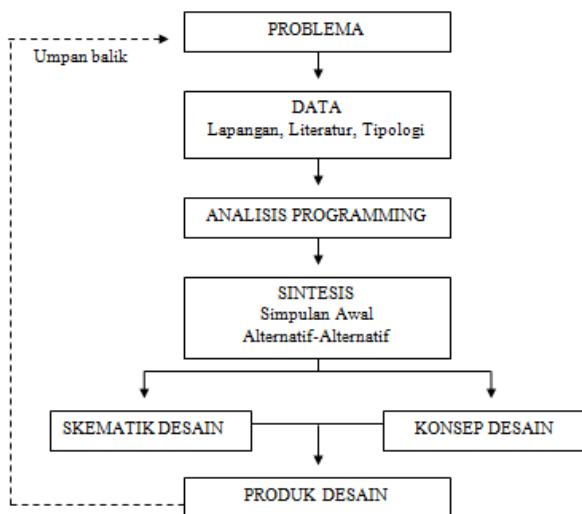 PROBLEMA
Umpan balik
DATA
Lapangan, Literatur, Tipologi
ANALISIS PROGRAMMING
SINTESIS
Simpulan Awal
Alternatif-Alternatif
SKEMATIK DESAIN
KONSEP DESAIN
PRODUK DESAIN